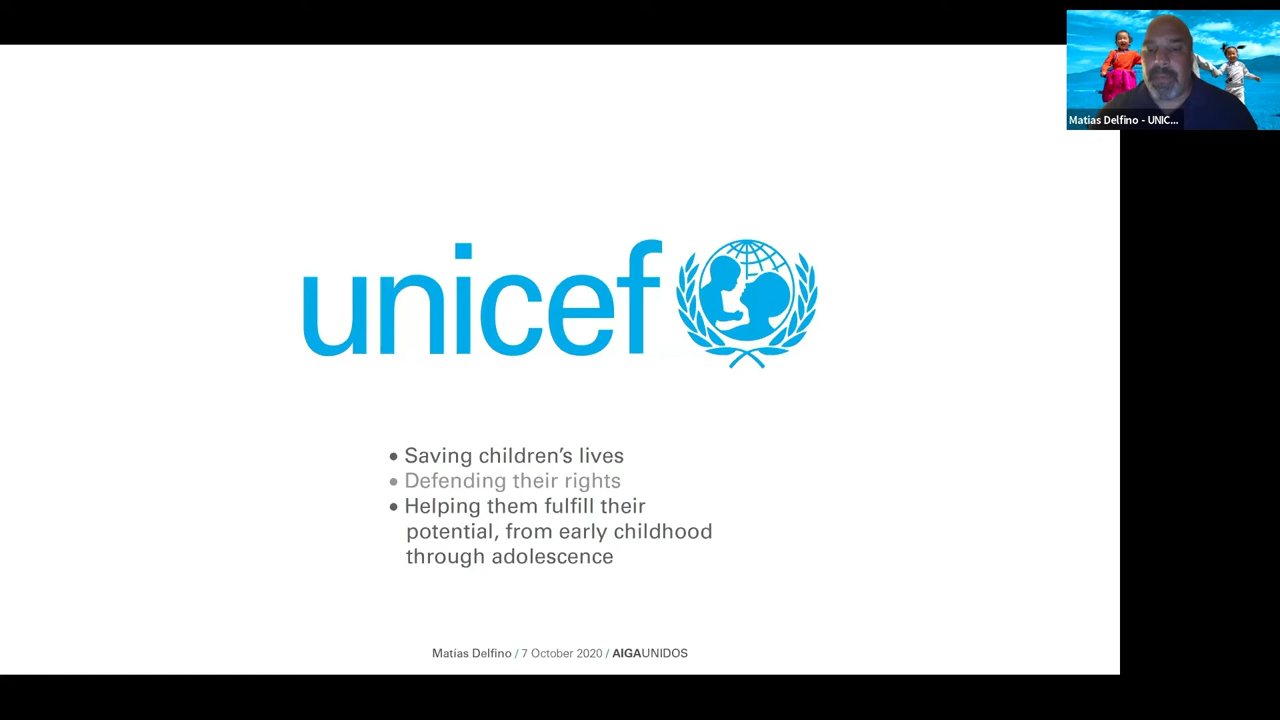 Matias Delfino - UNIC...
unicef
• Saving children’s lives
• Defending their rights
• Helping them fulfill their
potential, from early childhood
through adolescence
Matías Delfino / 7 October 2020 / AIGAUNIDOS